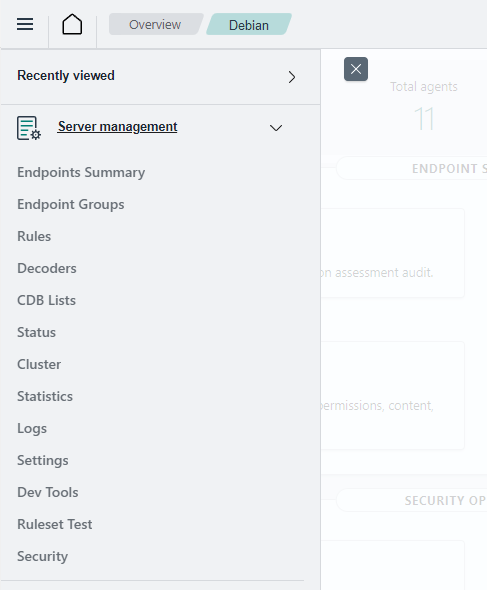 Overview
Debian
Recently viewed
Total agents
11
Server management
ENDPOINT S
Endpoints Summary
Endpoint Groups
Rules
Decoders
on assessment audit.
CDB Lists
Status
Cluster
Statistics
permissions, content,
Logs
Settings
Dev Tools
SECURITY OP
Ruleset Test
Security